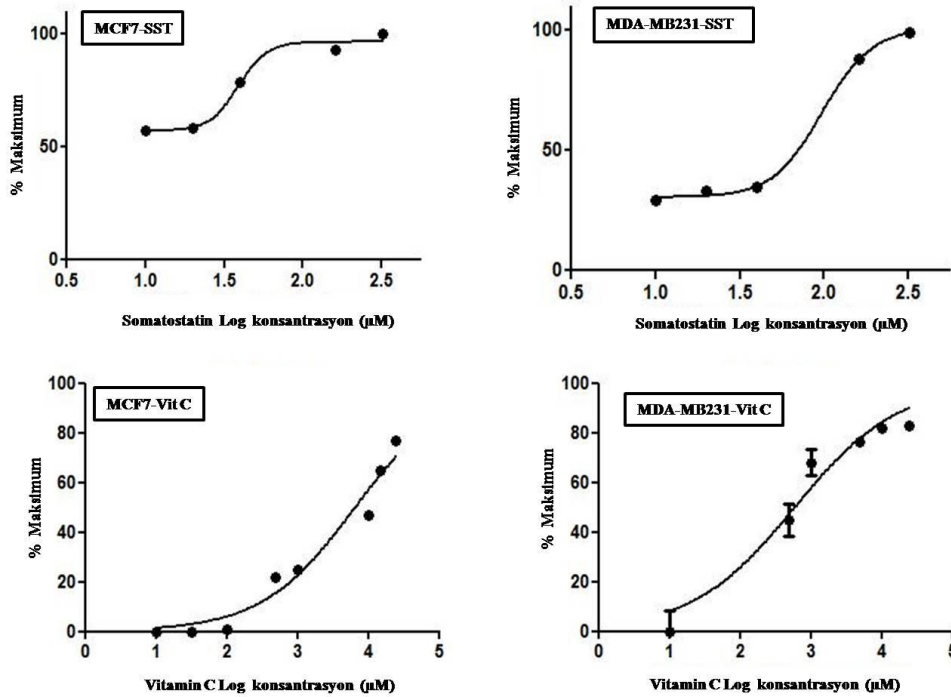 MCF7-SST
% Maksimum
100
50
0
0.5 1.0 1.5 2.0 2.5
Somatostatin Log konsantrasyon (µM)
MDA-MB231-SST
% Maksimum
100
50
0
0.5 1.0 1.5 2.0 2.5
Somatostatin Log konsantrasyon (µM)
MCF7-Vit C
% Maksimum
100
80
60
40
20
0
0 1 2 3 4 5
Vitamin C Log konsantrasyon (µM)
MDA-MB231-Vit C
% Maksimum
100
80
60
40
20
0
0 1 2 3 4 5
Vitamin C Log konsantrasyon (µM)